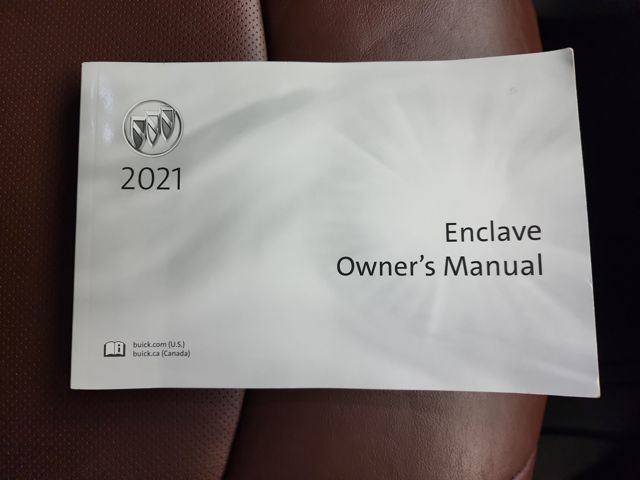 2021
Enclave
Owner's Manual
buick.com (U.S.)
buick.ca (Canada)